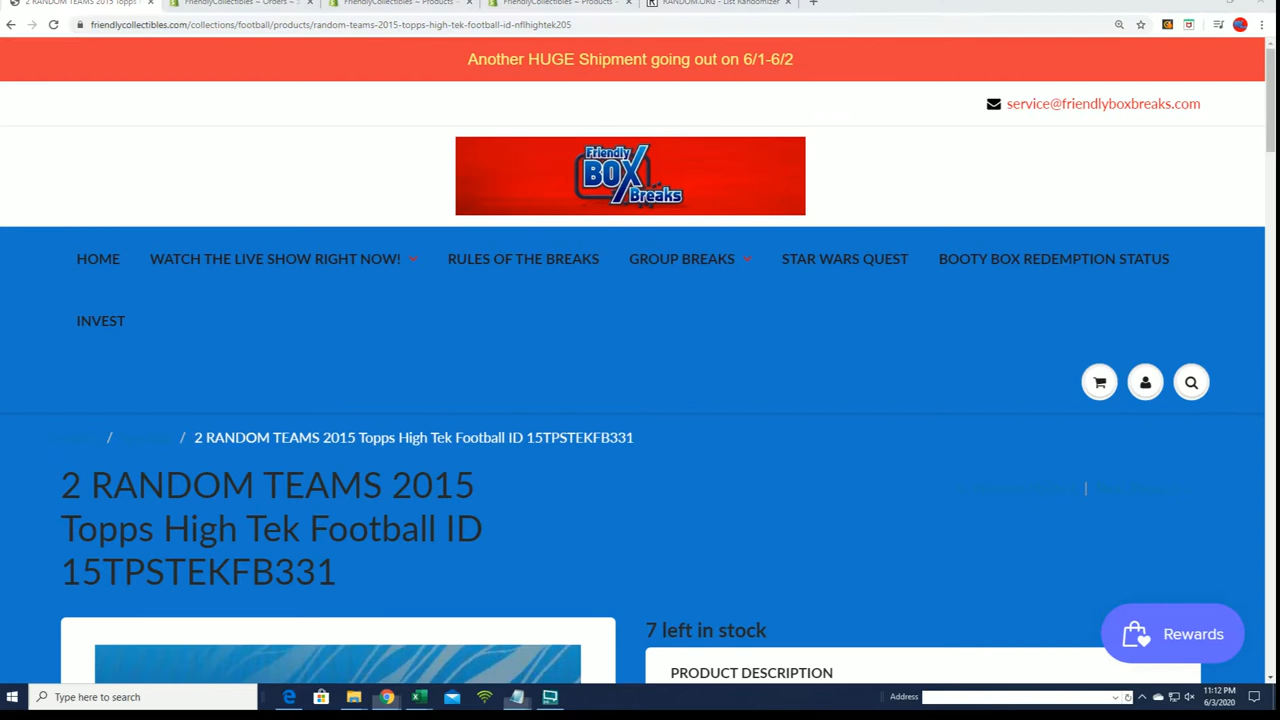 2 RANDOM TEAMS 2015 Topps H
FriendlyCollectibles ~ Orders ~
FriendlyCollectibles ~ Products ~
FriendlyCollectibles ~ Products ~
RANDOM.ORG - List Randomizer
friendlycollectibles.com/collections/football/products/random-teams-2015-topps-high-tek-football-id-nflhightek205
Another HUGE Shipment going out on 6/1-6/2
service@friendlyboxbreaks.com
Friendly
BOX
Breaks
HOME WATCH THE LIVE SHOW RIGHT NOW! RULES OF THE BREAKS GROUP BREAKS STAR WARS QUEST BOOTY BOX REDEMPTION STATUS
INVEST
/ / 2 RANDOM TEAMS 2015 Topps High Tek Football ID 15TPSTEKFB331
2 RANDOM TEAMS 2015
Topps High Tek Football ID
15TPSTEKFB331
|
7 left in stock
PRODUCT DESCRIPTION
Rewards
Type here to search
Address
11:12 PM
6/3/2020